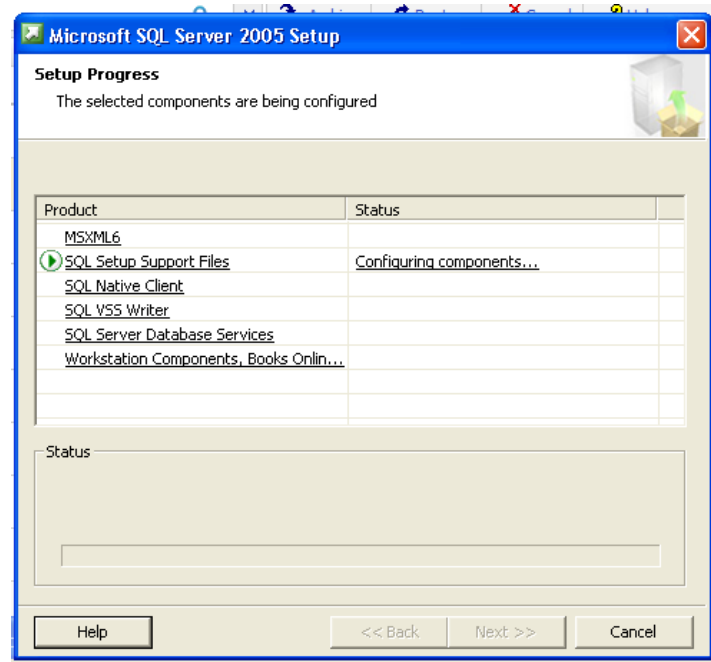 Microsoft SQL Server 2005 Setup
Setup Progress
The selected components are being configured
Product Status
MSXML6
SQL Setup Support Files Configuring components...
SQL Native Client
SQL VSS Writer
SQL Server Database Services
Workstation Components, Books Onlin...
Status
Help << Back Next >> Cancel